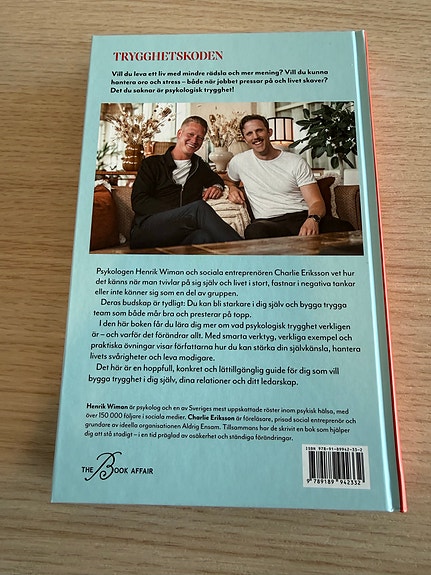 TRYGGHETSKODEN
Vill du leva ett liv med mindre rädsla och mer mening? Vill du kunna
hantera oro och stress – både när jobbet pressar på och livet skaver?
Det du saknar är psykologisk trygghet!
Psykologen Henrik Wiman och sociala entreprenören Charlie Eriksson vet hur
det känns när man tvivlar på sig själv och livet i stort, fastnar i negativa tankar
eller inte känner sig som en del av gruppen.
Deras budskap är tydligt: Du kan bli starkare i dig själv och bygga trygga
team som både mår bra och presterar på topp.
I den här boken får du lära dig mer om vad psykologisk trygghet verkligen
är – och varför det förändrar allt. Med smarta verktyg, verkliga exempel och
praktiska övningar visar författarna hur du kan stärka din självkänsla, hantera
livets svårigheter och leva modigare.
Det här är en hoppfull, konkret och lättillgänglig guide för dig som vill
bygga trygghet i dig själv, dina relationer och ditt ledarskap.
Henrik Wiman är psykolog och en av Sveriges mest uppskattade röster inom psykisk hälsa, med
över 150 000 följare i sociala medier. Charlie Eriksson är föreläsare, prisad social entreprenör och
grundare av ideella organisationen Aldrig Ensam. Tillsammans har de skrivit en bok som hjälper
dig att stå stadigt – i en tid präglad av osäkerhet och ständiga förändringar.
THE BOOK AFFAIR
ISBN 978-91-89942-33-2
9 789189 942332